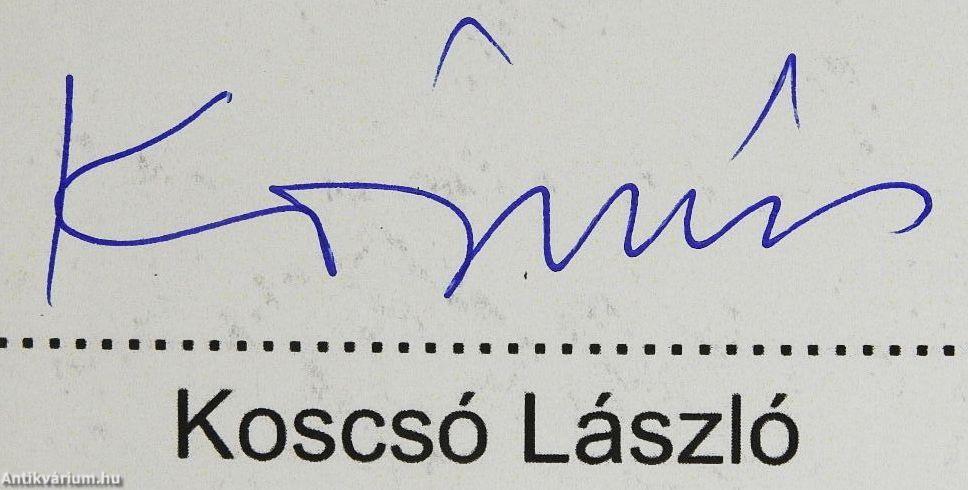 Koscsó László
Antikvárium.hu